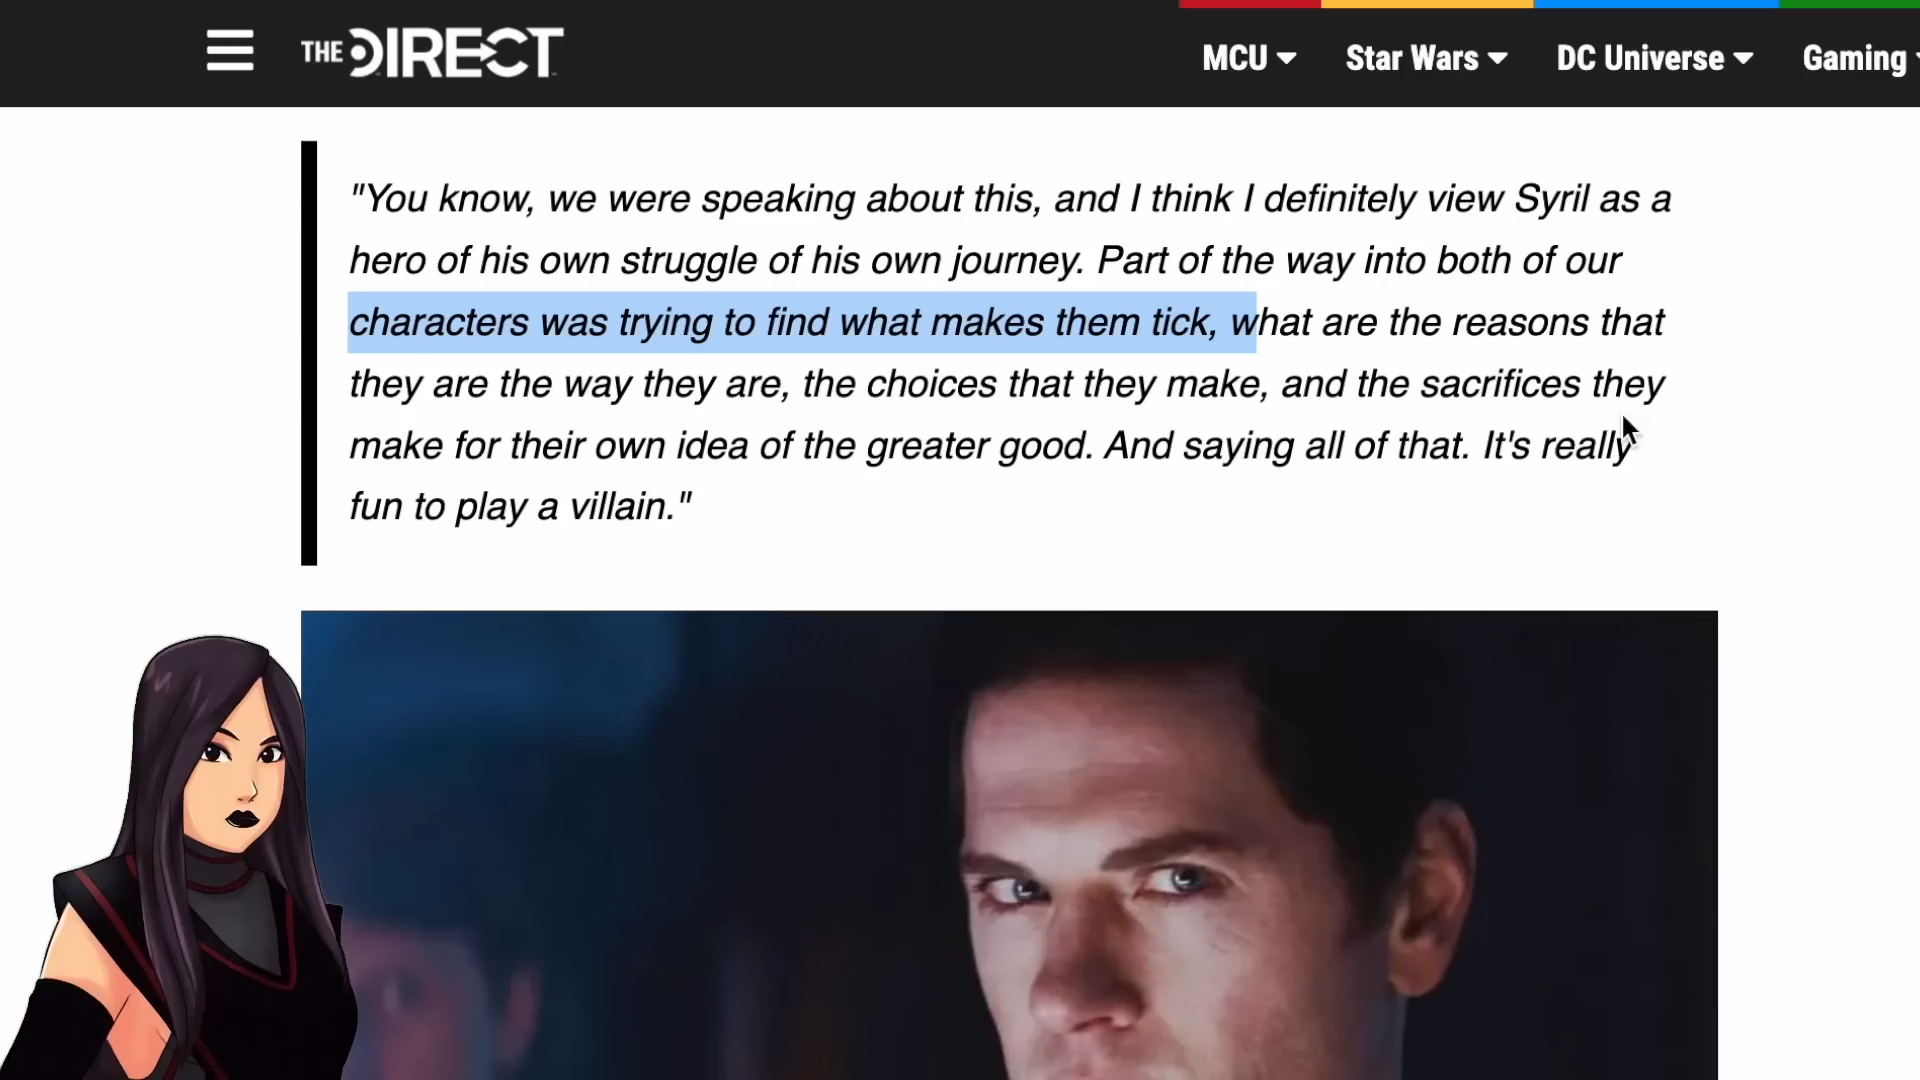 THE DIRECT
MCU
Star Wars
DC Universe
Gaming
"You know, we were speaking about this, and I think I definitely view Syril as a
hero of his own struggle of his own journey. Part of the way into both of our
characters was trying to find what makes them tick, what are the reasons that
they are the way they are, the choices that they make, and the sacrifices they
make for their own idea of the greater good. And saying all of that. It's really
fun to play a villain."